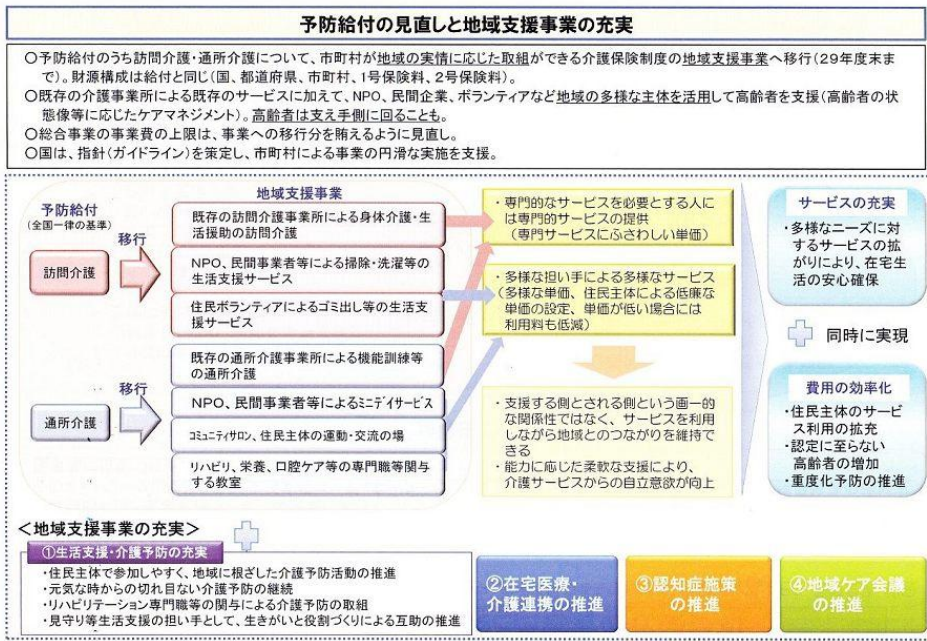 予防給付の見直しと地域支援事業の充実
○予防給付のうち訪問介護・通所介護について、市町村が地域の実情に応じた取組ができる介護保険制度の地域支援事業へ移行(29年度末
まで)。財源構成は給付と同じ(国、都道府県、市町村、1号保険料、2号保険料)。
○既存の介護事業所による既存のサービスに加えて、NPO、民間企業、ボランティアなど地域の多様な主体を活用して高齢者を支援(高齢者の状
態像等に応じたケアマネジメント)。高齢者は支え手側に回ることも。
○総合事業の事業費の上限は、事業への移行分を賄えるように見直し。
○国は、指針(ガイドライン)を策定し、市町村による事業の円滑な実施を支援。
予防給付
(全国一律の基準)
地域支援事業
移行
訪問介護
既存の訪問介護事業所による身体介護・生
活援助の訪問介護
NPO、民間事業者等による掃除・洗濯等の
生活支援サービス
住民ボランティアによるゴミ出し等の生活支
援サービス
移行
通所介護
既存の通所介護事業所による機能訓練等
の通所介護
NPO、民間事業者等によるミニデイサービス
コミュニティサロン、住民主体の運動・交流の場
リハビリ、栄養、口腔ケア等の専門職等関与
する教室
・専門的なサービスを必要とする人に
は専門的サービスの提供
(専門サービスにふさわしい単価)
・多様な担い手による多様なサービス
(多様な単価、住民主体による低廉な
単価の設定、単価が低い場合には
利用料も低減)
・支援する側とされる側という画一的
な関係性ではなく、サービスを利用
しながら地域とのつながりを維持で
きる
・能力に応じた柔軟な支援により、
介護サービスからの自立意欲が向上
サービスの充実
・多様なニーズに対
するサービスの拡
がりにより、在宅生
活の安心確保
同時に実現
費用の効率化
・住民主体のサービ
ス利用の拡充
・認定に至らない
高齢者の増加
・重度化予防の推進
<地域支援事業の充実>
①生活支援・介護予防の充実
・住民主体で参加しやすく、地域に根ざした介護予防活動の推進
・元気な時からの切れ目ない介護予防の継続
・リハビリテーション専門職等の関与による介護予防の取組
・見守り等生活支援の担い手として、生きがいと役割づくりによる互助の推進
②在宅医療・
介護連携の推進
③認知症施策
の推進
④地域ケア会議
の推進